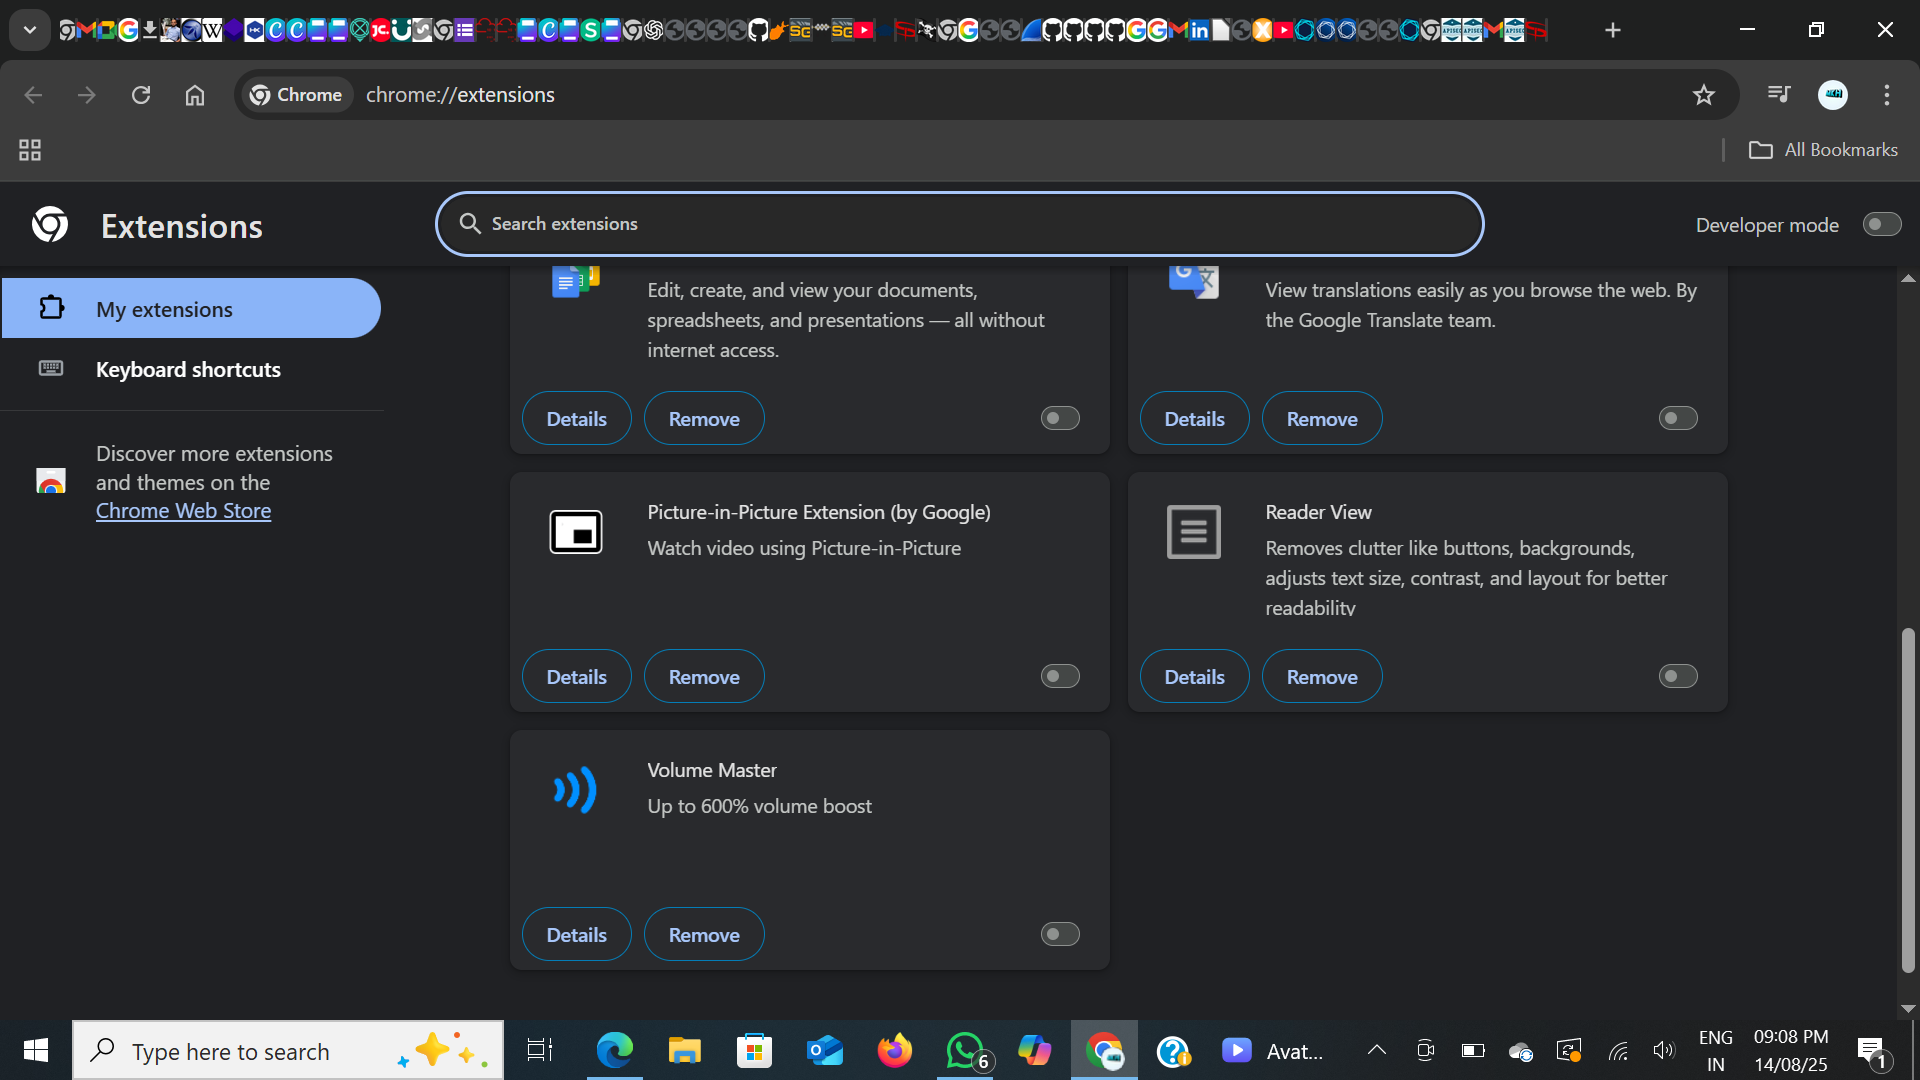 Chrome
chrome://extensions
All Bookmarks
Extensions
Search extensions
Developer mode
My extensions
Keyboard shortcuts
Discover more extensions
and themes on the
Chrome Web Store
Edit, create, and view your documents,
spreadsheets, and presentations — all without
internet access.
Details
Remove
View translations easily as you browse the web. By
the Google Translate team.
Details
Remove
Picture-in-Picture Extension (by Google)
Watch video using Picture-in-Picture
Details
Remove
Reader View
Removes clutter like buttons, backgrounds,
adjusts text size, contrast, and layout for better
readability
Details
Remove
Volume Master
Up to 600% volume boost
Details
Remove
Type here to search
6
Avat...
ENG
IN
09:08 PM
14/08/25
1